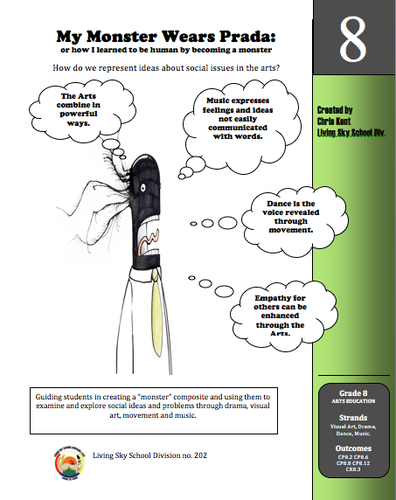 My Monster Wears Prada:
or how I learned to be human by becoming a monster
How do we represent ideas about social issues in the arts?
8
Created by
Chris Kent
Living Sky School Div.
The Arts
combine in
powerful
ways.
Music expresses
feelings and ideas
not easily
communicated
with words.
Dance is the
voice revealed
through
movement.
Empathy for
others can be
enhanced
through the
Arts.
Guiding students in creating a "monster" composite and using them to
examine and explore social ideas and problems through drama, visual
art, movement and music.
Living Sky School Division no. 202
Grade 8
ARTS EDUCATION
Strands
Visual Art, Drama,
Dance, Music.
Outcomes
CP8.2 CP8.6
CP8.8 CP8.12
CR8.3